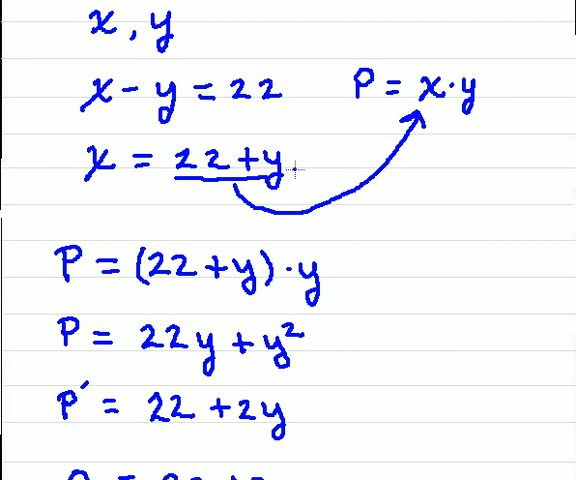 x, y
x - y = 22
P = x·y
x = 22 + y
P = (22 + y)·y
P = 22y + y²
P′ = 22 + 2y